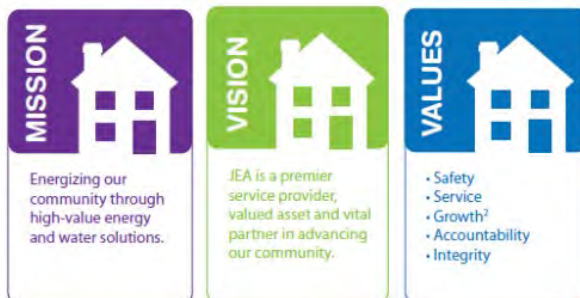 MISSION
Energizing our
community through
high-value energy
and water solutions.
VISION
JEA is a premier
service provider,
valued asset and vital
partner in advancing
our community.
VALUES
• Safety
• Service
• Growth²
• Accountability
• Integrity